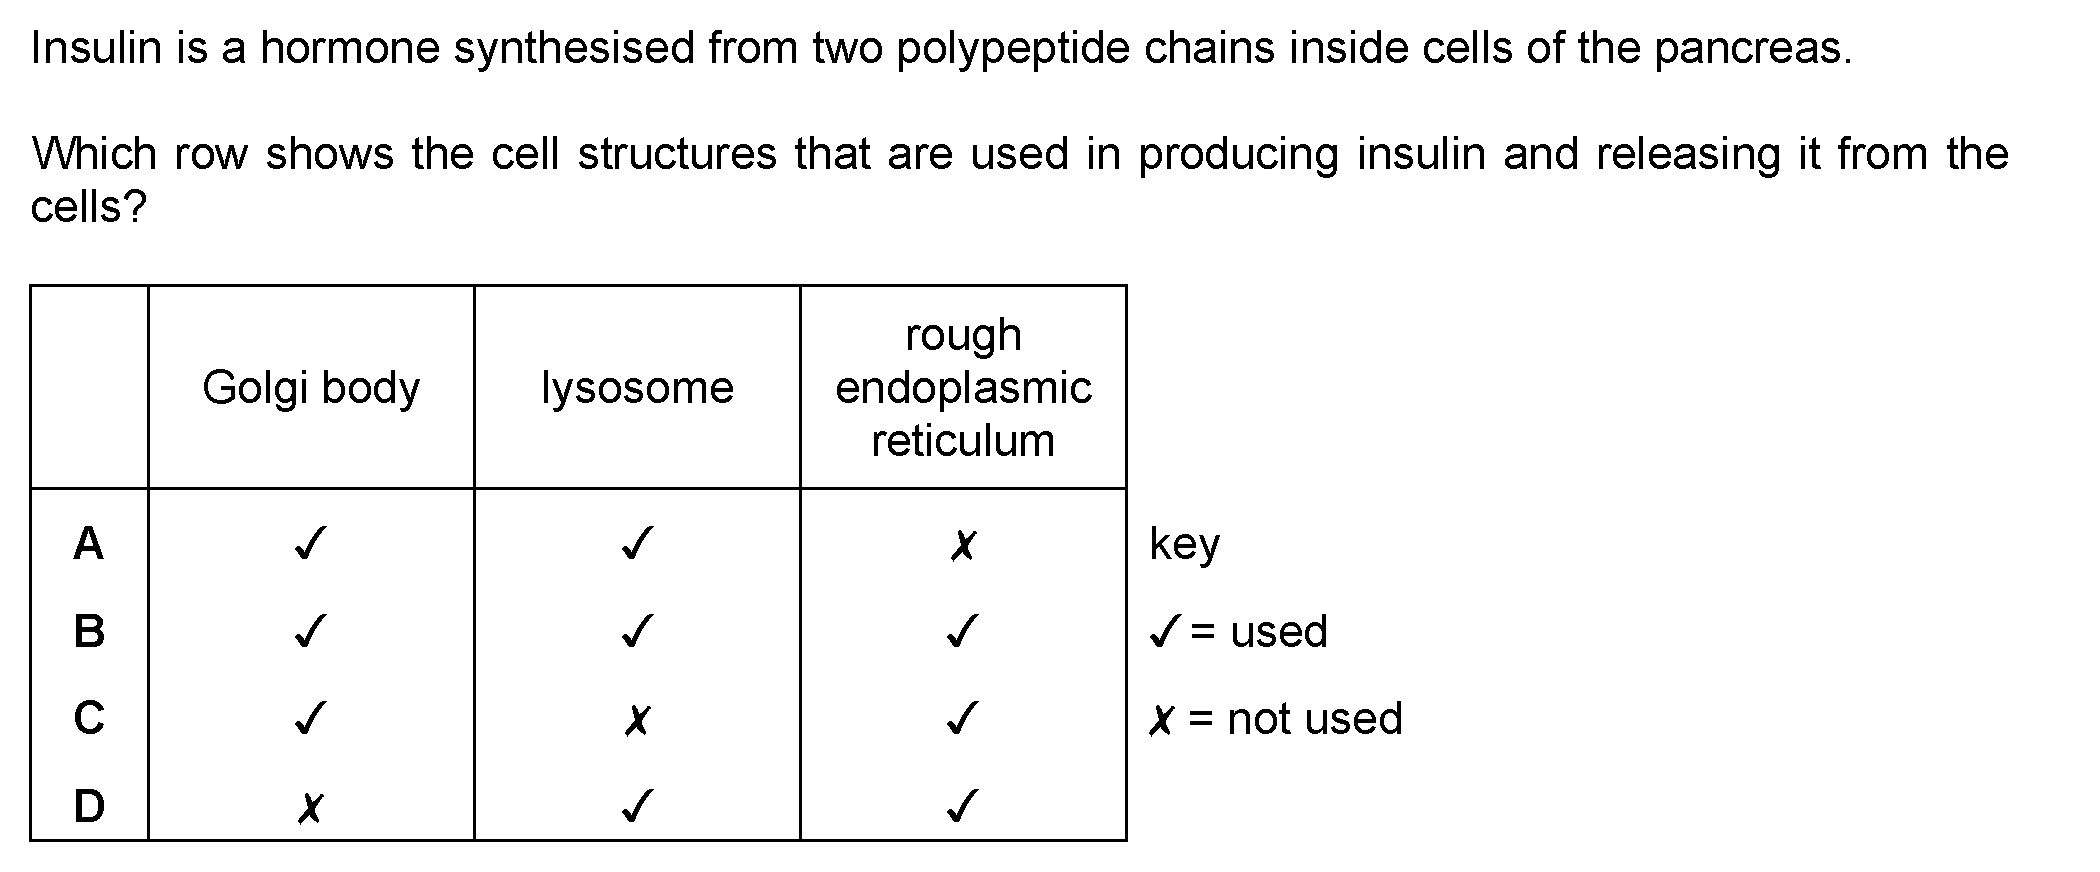 Insulin is a hormone synthesised from two polypeptide chains inside cells of the pancreas.
Which row shows the cell structures that are used in producing insulin and releasing it from the
cells?
Golgi body lysosome rough endoplasmic reticulum
A ✓ ✓ ✗ key
B ✓ ✓ ✓ ✓ = used
C ✓ ✗ ✓ ✗ = not used
D ✗ ✓ ✓